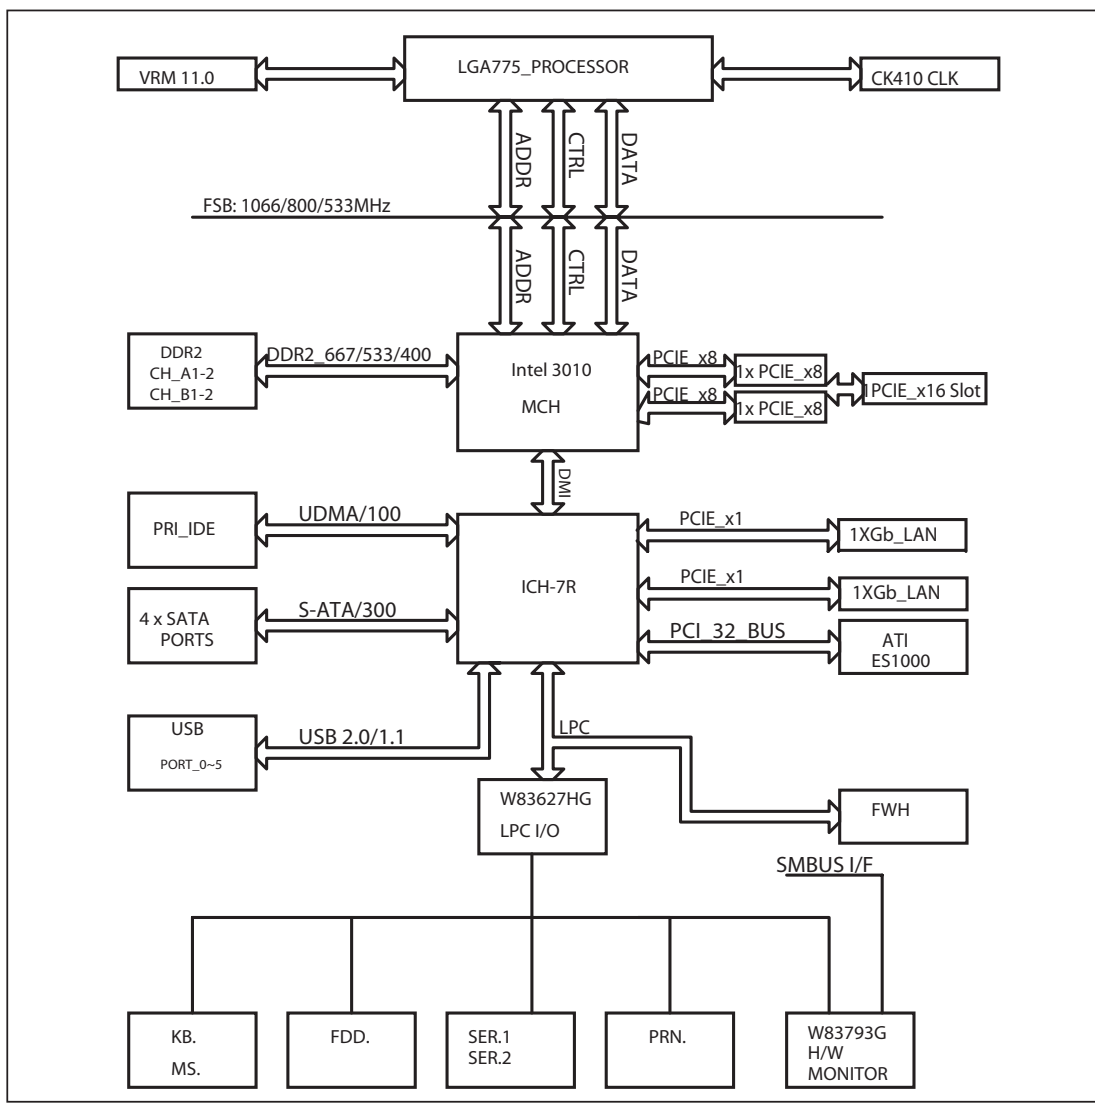 VRM 11.0
LGA775_PROCESSOR
CK410 CLK
ADDR
CTRL
DATA
FSB: 1066/800/533MHz
ADDR
CTRL
DATA
DDR2
CH_A1-2
CH_B1-2
DDR2_667/533/400
Intel 3010
MCH
PCIE_x8
1x PCIE_x8
PCIE_x8
1x PCIE_x8
1PCIE_x16 Slot
DMI
PRI_IDE
UDMA/100
ICH-7R
PCIE_x1
1XGb_LAN
4 x SATA
PORTS
S-ATA/300
PCIE_x1
1XGb_LAN
PCI_32_BUS
ATI
ES1000
USB
PORT_0~5
USB 2.0/1.1
LPC
W83627HG
LPC I/O
FWH
SMBUS I/F
KB.
MS.
FDD.
SER.1
SER.2
PRN.
W83793G
H/W
MONITOR